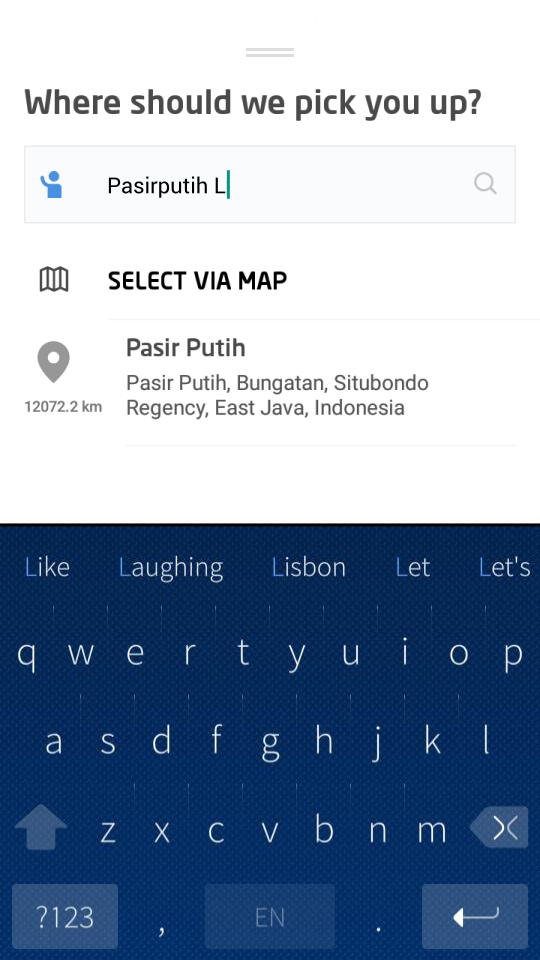 Where should we pick you up?
Pasirputih L
SELECT VIA MAP
Pasir Putih
Pasir Putih, Bungatan, Situbondo
Regency, East Java, Indonesia
12072.2 km
Like Laughing Lisbon Let Let's
q w e r t y u i o p
a s d f g h j k l
z x c v b n m
?123 , EN .